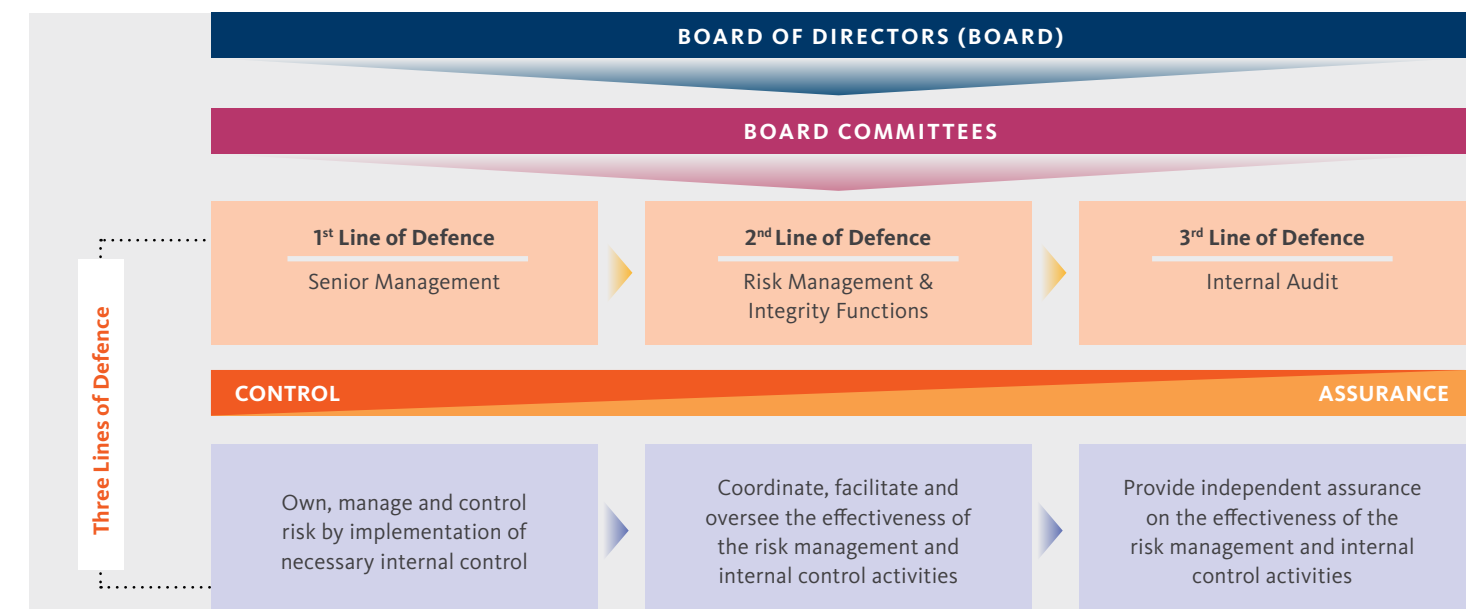 BOARD OF DIRECTORS (BOARD)
BOARD COMMITTEES
Three Lines of Defence
1st Line of Defence
Senior Management
2nd Line of Defence
Risk Management &
Integrity Functions
3rd Line of Defence
Internal Audit
CONTROL
ASSURANCE
Own, manage and control
risk by implementation of
necessary internal control
Coordinate, facilitate and
oversee the effectiveness of
the risk management and
internal control activities
Provide independent assurance
on the effectiveness of the
risk management and internal
control activities